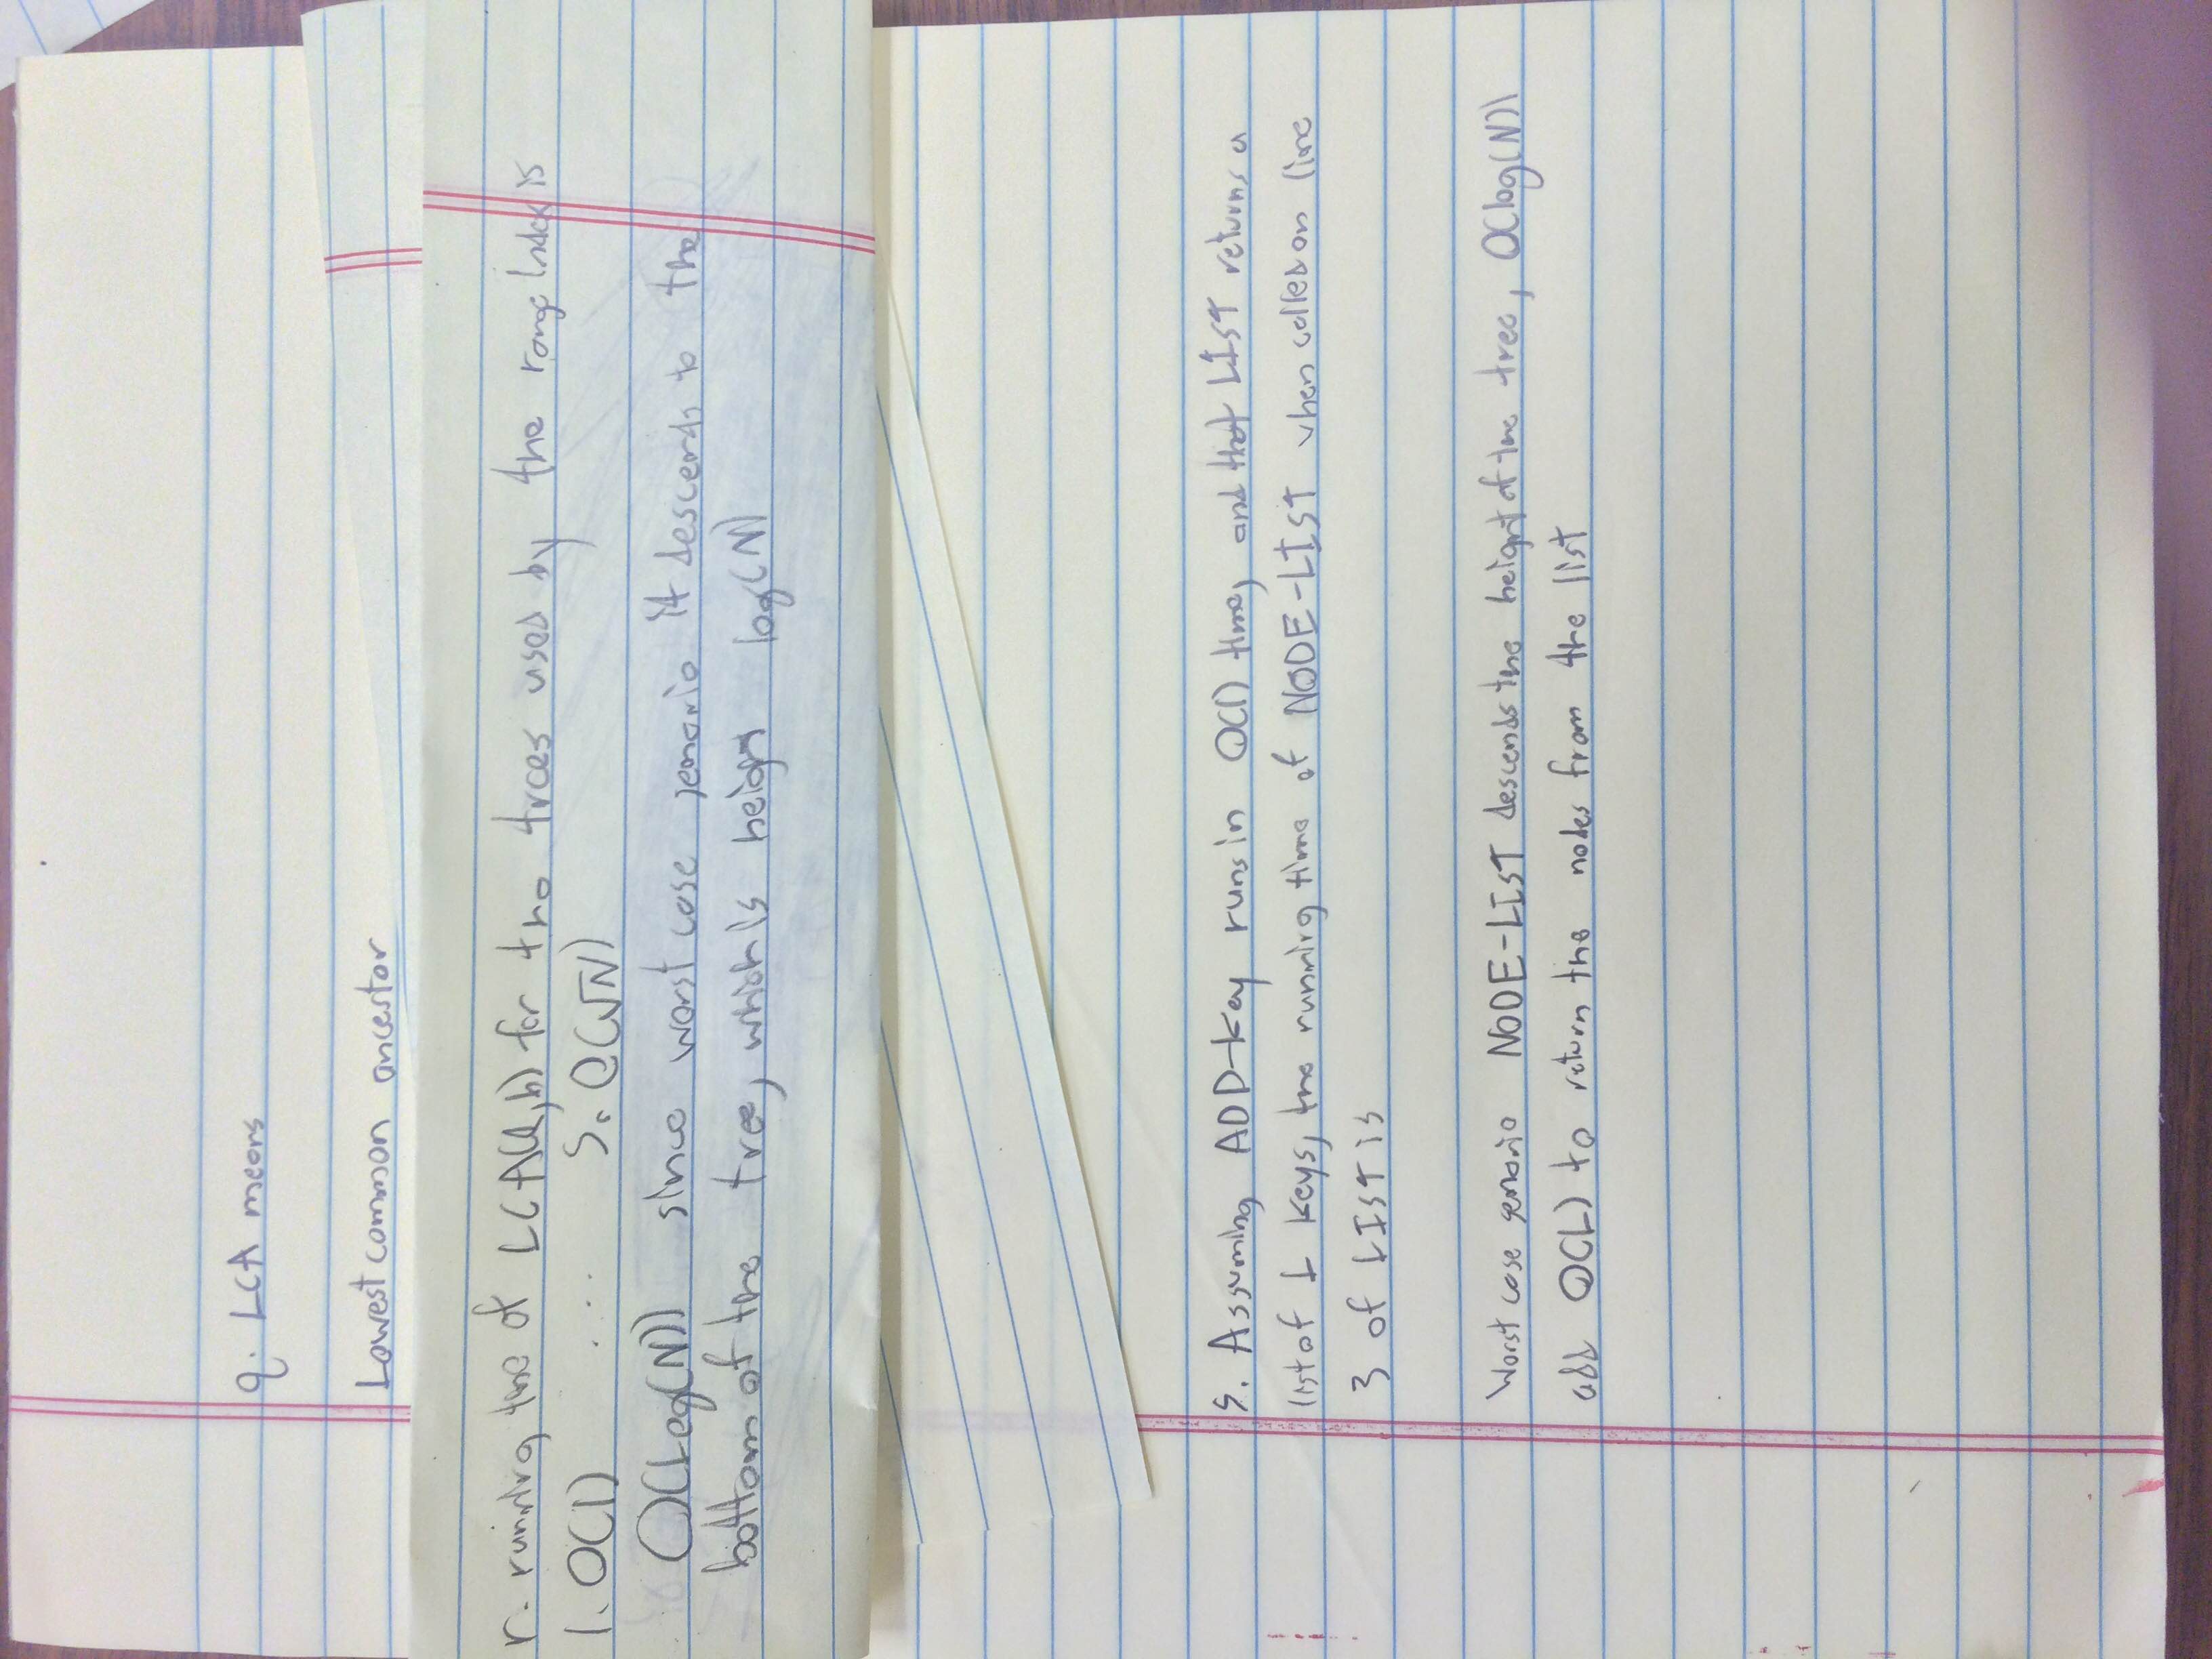 q. LCA means
Lowest common ancestor
r. running time of LCA(l,h) for the trees used by the range index is
1. O(1) ... 5. O(√N)
O(Log(N)) since worst case senario it descends to the
bottom of the tree, which is height log(N)
s. Assuming ADD-key runs in O(1) time, and that LIST returns a
list of L keys, the running time of NODE-LIST when called on line
3 of LIST is
Worst case senario NODE-LIST descends the height of the tree, O(log(N))
add O(L) to return the nodes from the list